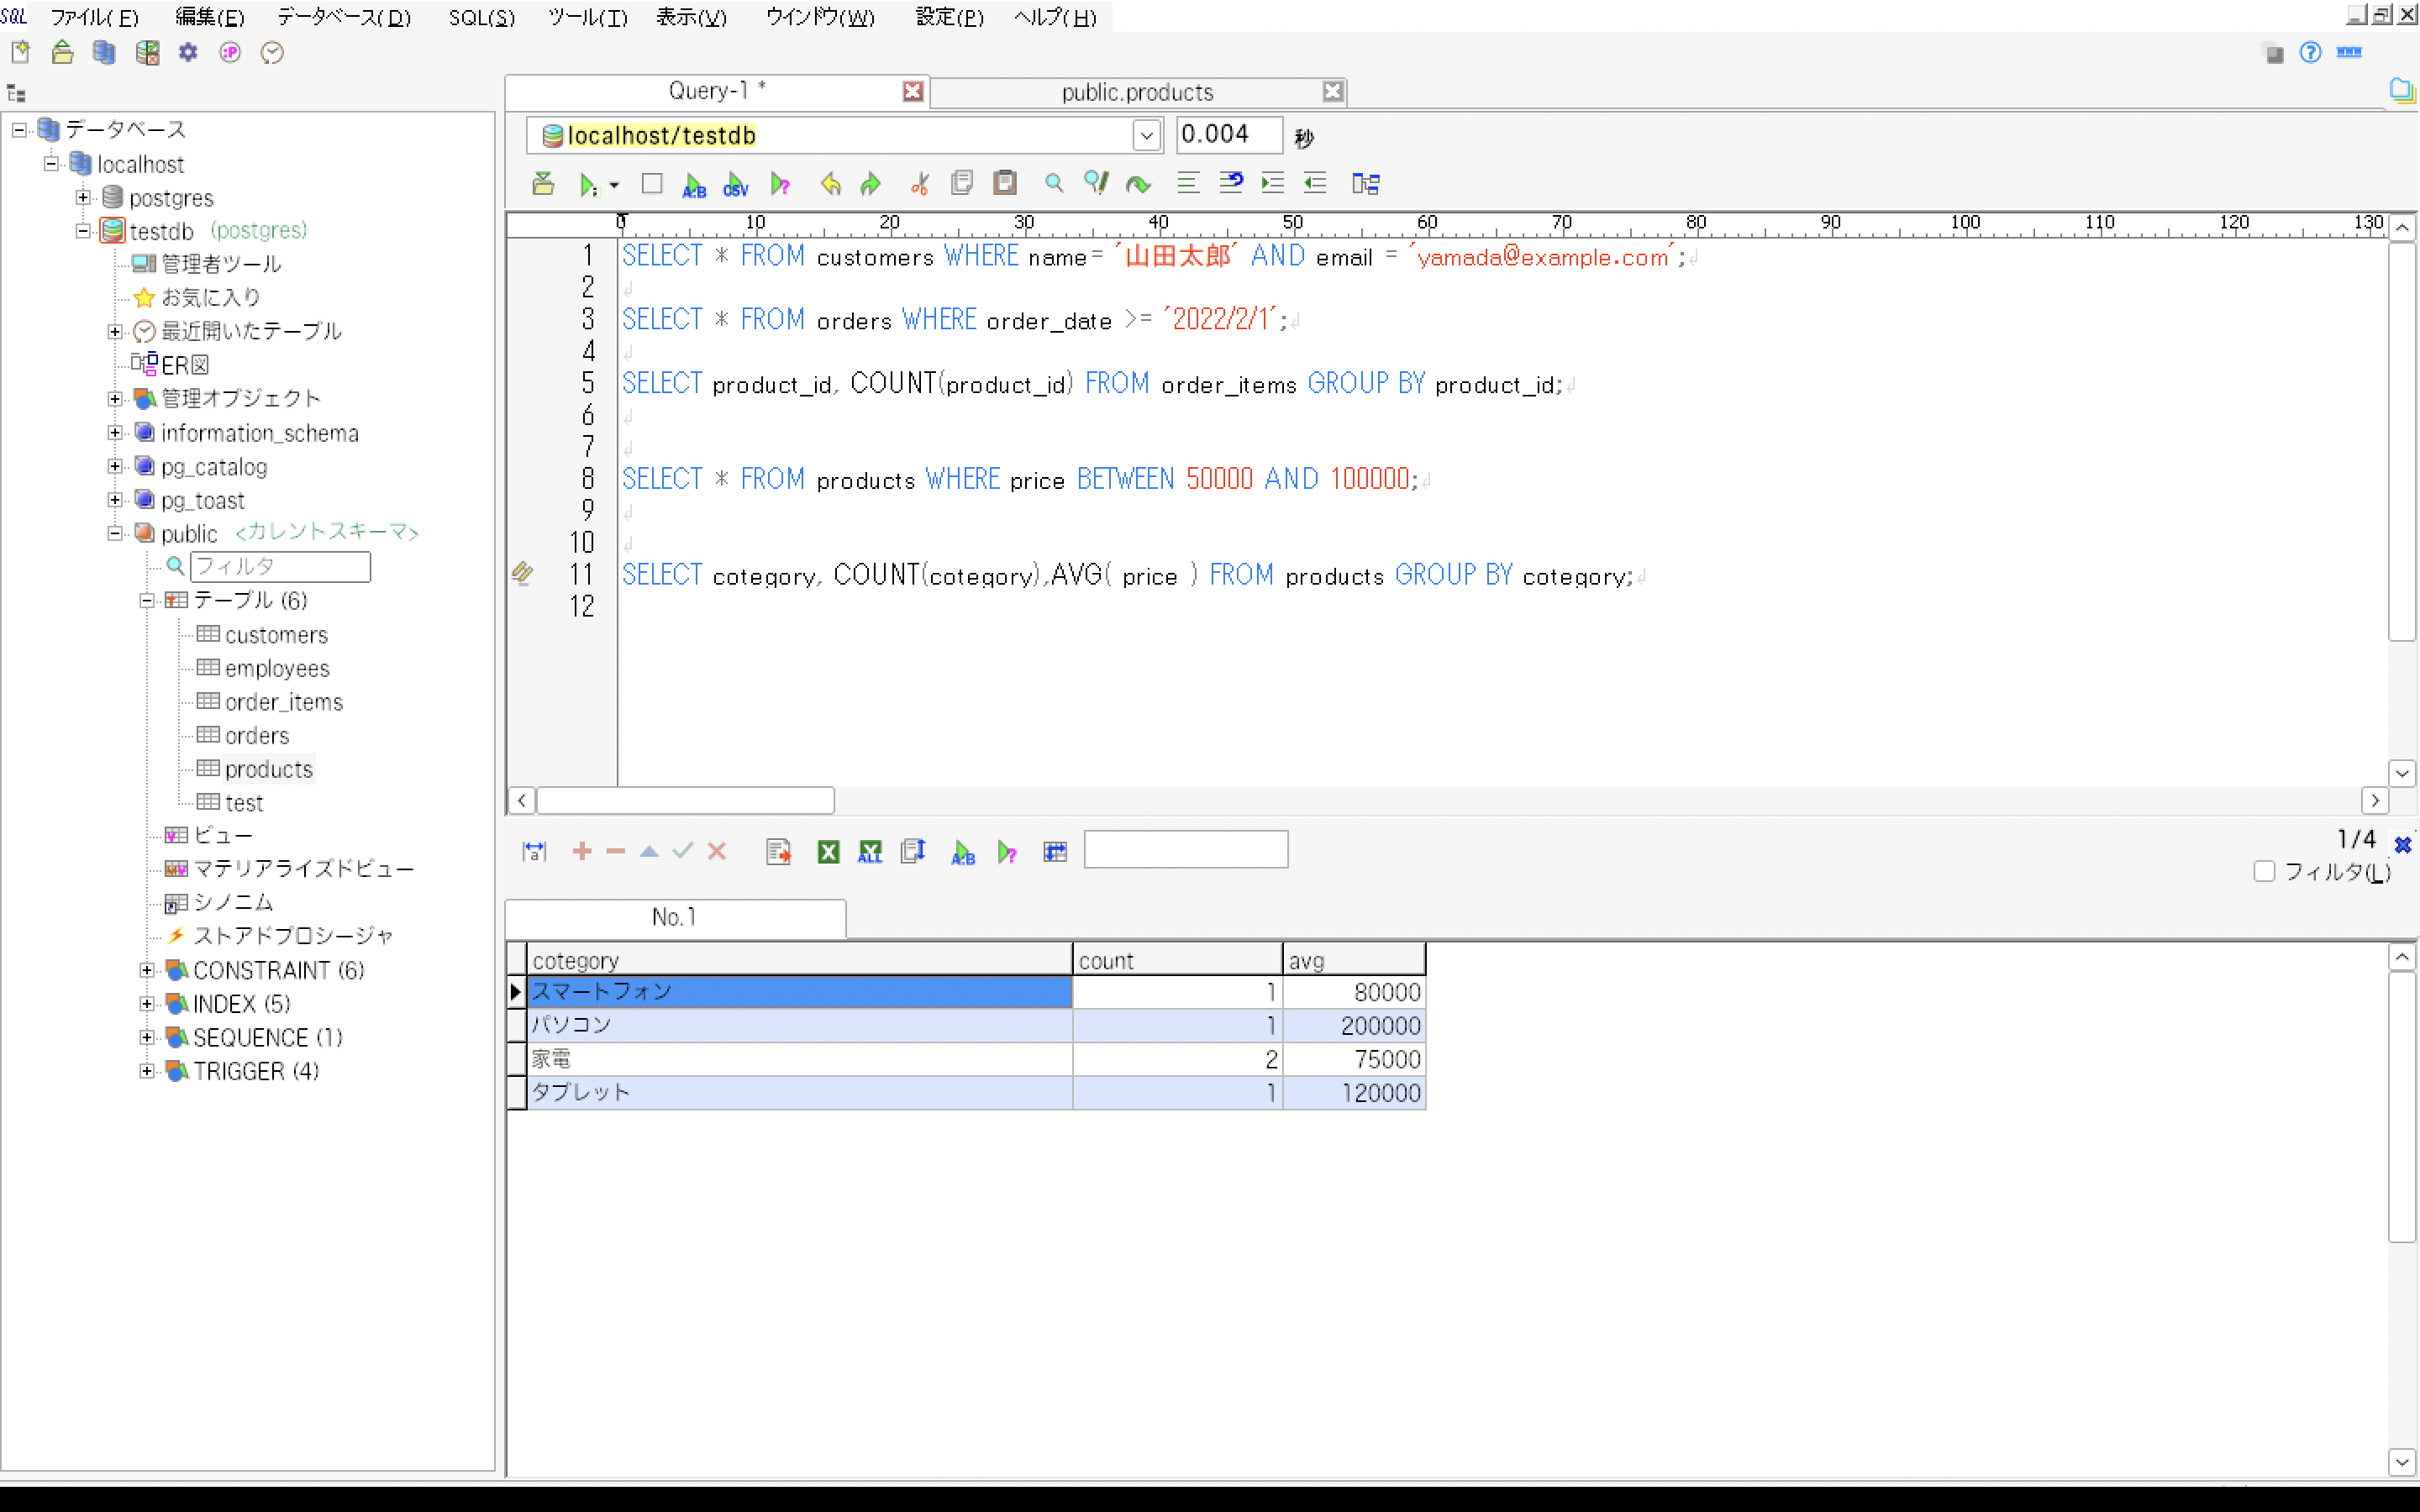 SQL ファイル(F) 編集(E) データベース(D) SQL(S) ツール(T) 表示(V) ウインドウ(W) 設定(P) ヘルプ(H)
Query-1 *
public.products
データベース
localhost
postgres
testdb (postgres)
管理者ツール
お気に入り
最近開いたテーブル
ER図
管理オブジェクト
information_schema
pg_catalog
pg_toast
public <カレントスキーマ>
フィルタ
テーブル (6)
customers
employees
order_items
orders
products
test
ビュー
マテリアライズドビュー
シノニム
ストアドプロシージャ
CONSTRAINT (6)
INDEX (5)
SEQUENCE (1)
TRIGGER (4)
localhost/testdb
0.004 秒
A:B CSV
0 10 20 30 40 50 60 70 80 90 100 110 120 130
1 SELECT * FROM customers WHERE name= '山田太郎' AND email = 'yamada@example.com';
2
3 SELECT * FROM orders WHERE order_date >= '2022/2/1';
4
5 SELECT product_id, COUNT(product_id) FROM order_items GROUP BY product_id;
6
7
8 SELECT * FROM products WHERE price BETWEEN 50000 AND 100000;
9
10
11 SELECT cotegory, COUNT(cotegory),AVG( price ) FROM products GROUP BY cotegory;
12
ALL A:B
1/4
フィルタ(L)
No.1
cotegory count avg
スマートフォン 1 80000
パソコン 1 200000
家電 2 75000
タブレット 1 120000